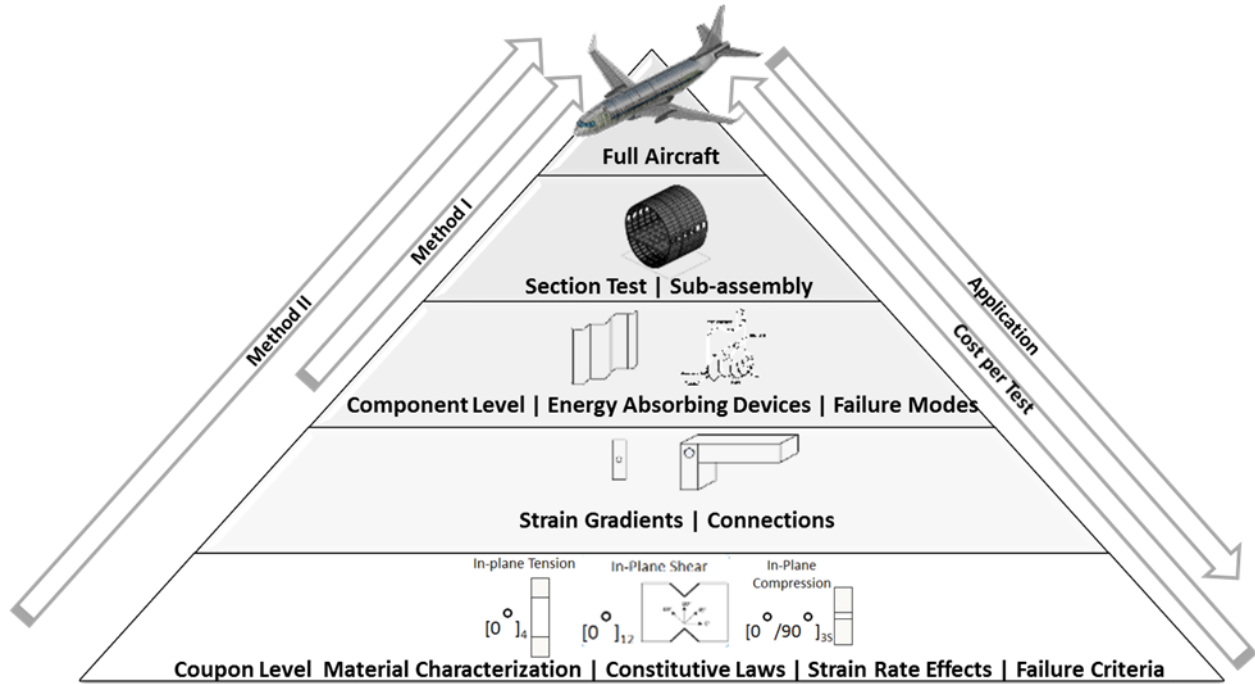 Full Aircraft
Method I
Section Test | Sub-assembly
Method II
Application
Cost per Test
Component Level | Energy Absorbing Devices | Failure Modes
Strain Gradients | Connections
In-plane Tension
In-Plane Shear
In-Plane
Compression
[0°]4
[0°]12
[0°/90°]3S
Coupon Level Material Characterization | Constitutive Laws | Strain Rate Effects | Failure Criteria